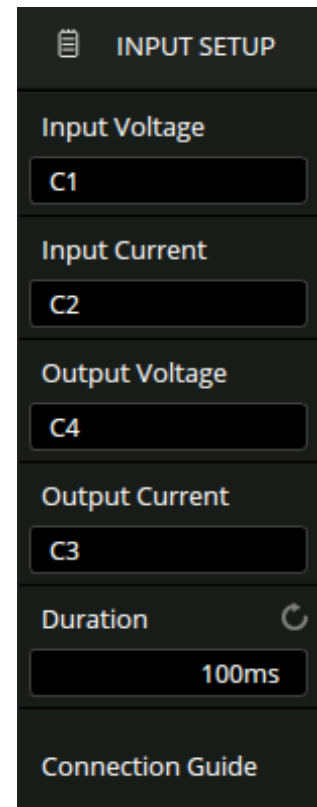 INPUT SETUP
Input Voltage
C1
Input Current
C2
Output Voltage
C4
Output Current
C3
Duration
100ms
Connection Guide